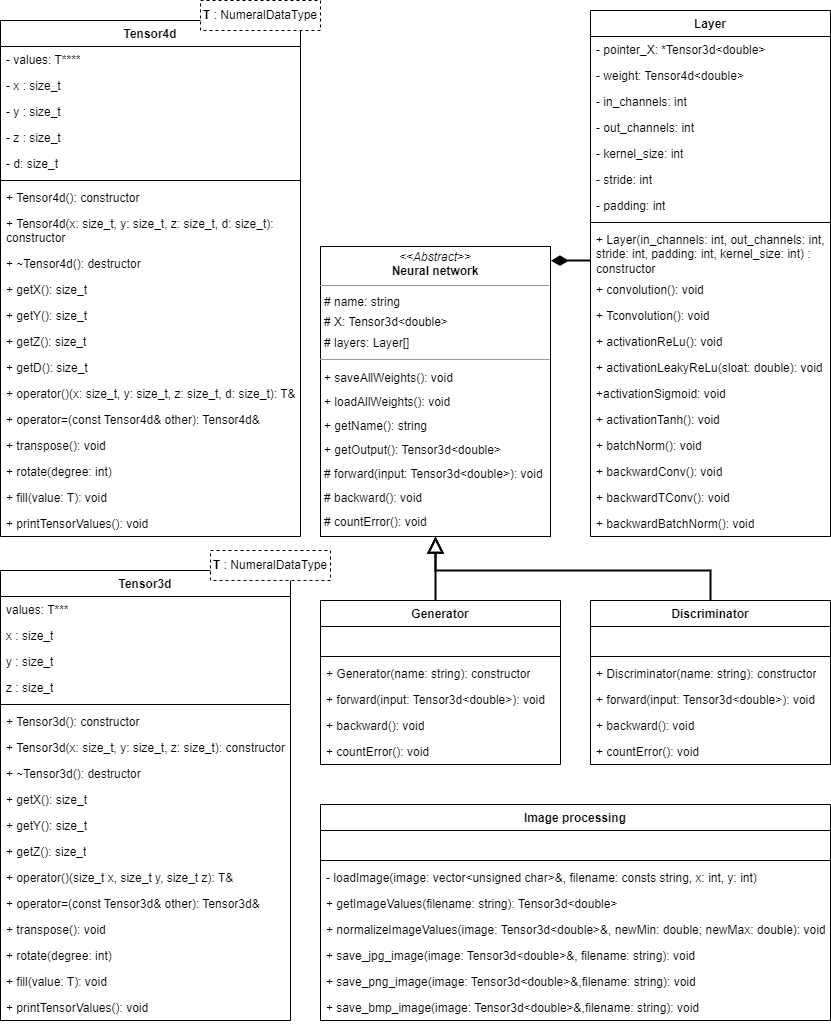 T : NumeralDataType
Tensor4d
- values: T****
- x : size_t
- y : size_t
- z : size_t
- d: size_t
+ Tensor4d(): constructor
+ Tensor4d(x: size_t, y: size_t, z: size_t, d: size_t):
constructor
+ ~Tensor4d(): destructor
+ getX(): size_t
+ getY(): size_t
+ getZ(): size_t
+ getD(): size_t
+ operator()(x: size_t, y: size_t, z: size_t, d: size_t): T&
+ operator=(const Tensor4d& other): Tensor4d&
+ transpose(): void
+ rotate(degree: int)
+ fill(value: T): void
+ printTensorValues(): void
T : NumeralDataType
Tensor3d
values: T***
x : size_t
y : size_t
z : size_t
+ Tensor3d(): constructor
+ Tensor3d(x: size_t, y: size_t, z: size_t): constructor
+ ~Tensor3d(): destructor
+ getX(): size_t
+ getY(): size_t
+ getZ(): size_t
+ operator()(size_t x, size_t y, size_t z): T&
+ operator=(const Tensor3d& other): Tensor3d&
+ transpose(): void
+ rotate(degree: int)
+ fill(value: T): void
+ printTensorValues(): void
<<Abstract>>
Neural network
# name: string
# X: Tensor3d<double>
# layers: Layer[]
+ saveAllWeights(): void
+ loadAllWeights(): void
+ getName(): string
+ getOutput(): Tensor3d<double>
# forward(input: Tensor3d<double>): void
# backward(): void
# countError(): void
Layer
- pointer_X: *Tensor3d<double>
- weight: Tensor4d<double>
- in_channels: int
- out_channels: int
- kernel_size: int
- stride: int
- padding: int
+ Layer(in_channels: int, out_channels: int,
stride: int, padding: int, kernel_size: int) :
constructor
+ convolution(): void
+ Tconvolution(): void
+ activationReLu(): void
+ activationLeakyReLu(sloat: double): void
+activationSigmoid: void
+ activationTanh(): void
+ batchNorm(): void
+ backwardConv(): void
+ backwardTConv(): void
+ backwardBatchNorm(): void
Generator
+ Generator(name: string): constructor
+ forward(input: Tensor3d<double>): void
+ backward(): void
+ countError(): void
Discriminator
+ Discriminator(name: string): constructor
+ forward(input: Tensor3d<double>): void
+ backward(): void
+ countError(): void
Image processing
- loadImage(image: vector<unsigned char>&, filename: consts string, x: int, y: int)
+ getImageValues(filename: string): Tensor3d<double>
+ normalizeImageValues(image: Tensor3d<double>&, newMin: double; newMax: double): void
+ save_jpg_image(image: Tensor3d<double>&, filename: string): void
+ save_png_image(image: Tensor3d<double>&,filename: string): void
+ save_bmp_image(image: Tensor3d<double>&,filename: string): void